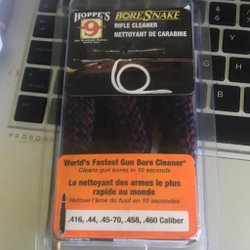 HOPPE'S
9
BORESNAKE
RIFLE CLEANER
NETTOYANT DE CARABINE
World's Fastest Gun Bore Cleaner
Cleans gun bores in 10 seconds
Le nettoyant des armes le plus
rapide au monde
Nettoie l'âme du fusil en 10 secondes
.416, .44, .45-70, .458, .460 Caliber